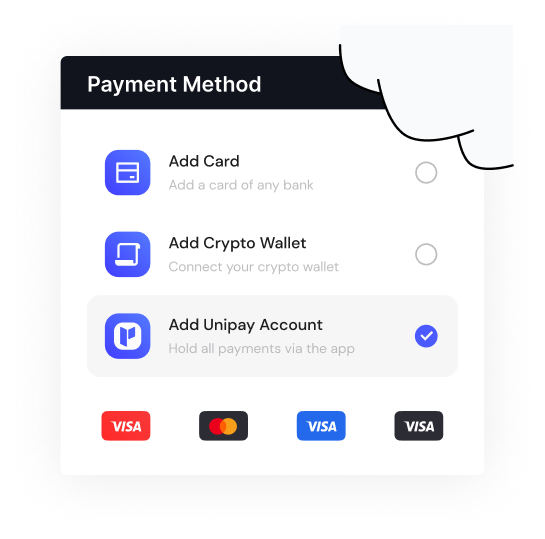 Payment Method
Add Card
Add a card of any bank
Add Crypto Wallet
Connect your crypto wallet
Add Unipay Account
Hold all payments via the app
VISA VISA VISA